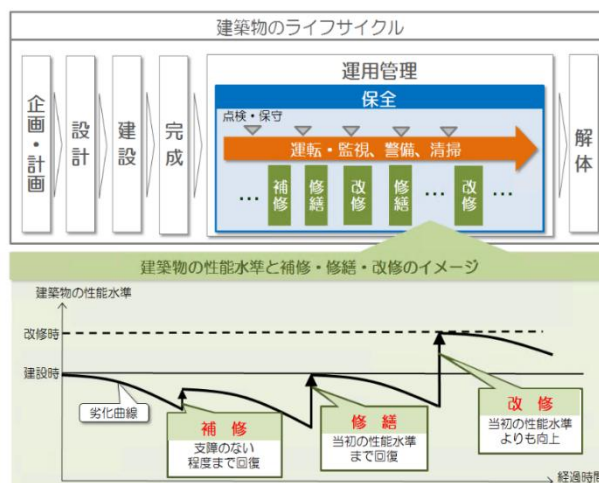 建築物のライフサイクル
企画・計画
設計
建設
完成
運用管理
保全
点検・保守
運転・監視、警備、清掃
… 補修 修繕 改修 修繕 … 改修 …
解体
建築物の性能水準と補修・修繕・改修のイメージ
建築物の性能水準
改修時
建設時
劣化曲線
補修
支障のない
程度まで回復
修繕
当初の性能水準
まで回復
改修
当初の性能水準
よりも向上
経過時間